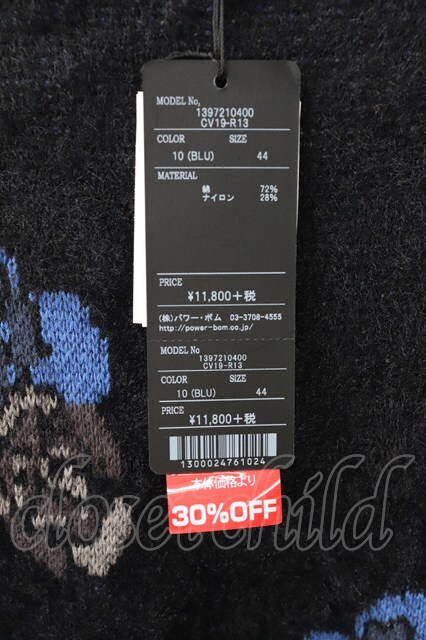 MODEL No,
1397210400
CV19-R13
COLOR SIZE
10 (BLU) 44
MATERIAL
綿 72%
ナイロン 28%
PRICE
¥11,800+税
(株)パワー・ボム 03-3708-4555
http://power-bom.oo.jp/
MODEL No
1397210400
CV19-R13
COLOR SIZE
10 (BLU) 44
PRICE
¥11,800+税
1300024761024
本体価格より
30%OFF
closet child